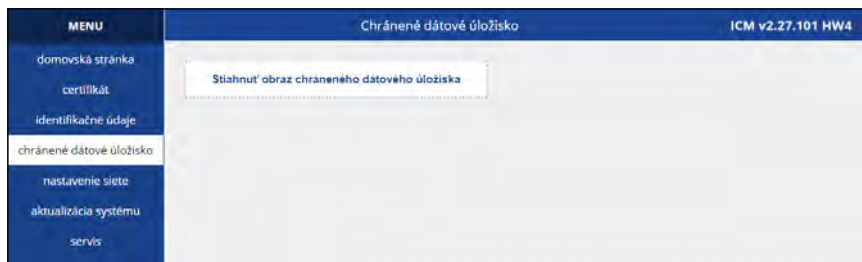 MENU
Chránené dátové úložisko
ICM v2.27.101 HW4
domovská stránka
certifikát
identifikačné údaje
chránené dátové úložisko
nastavenie siete
aktualizácia systému
servis
Stiahnuť obraz chráneného dátového úložiska